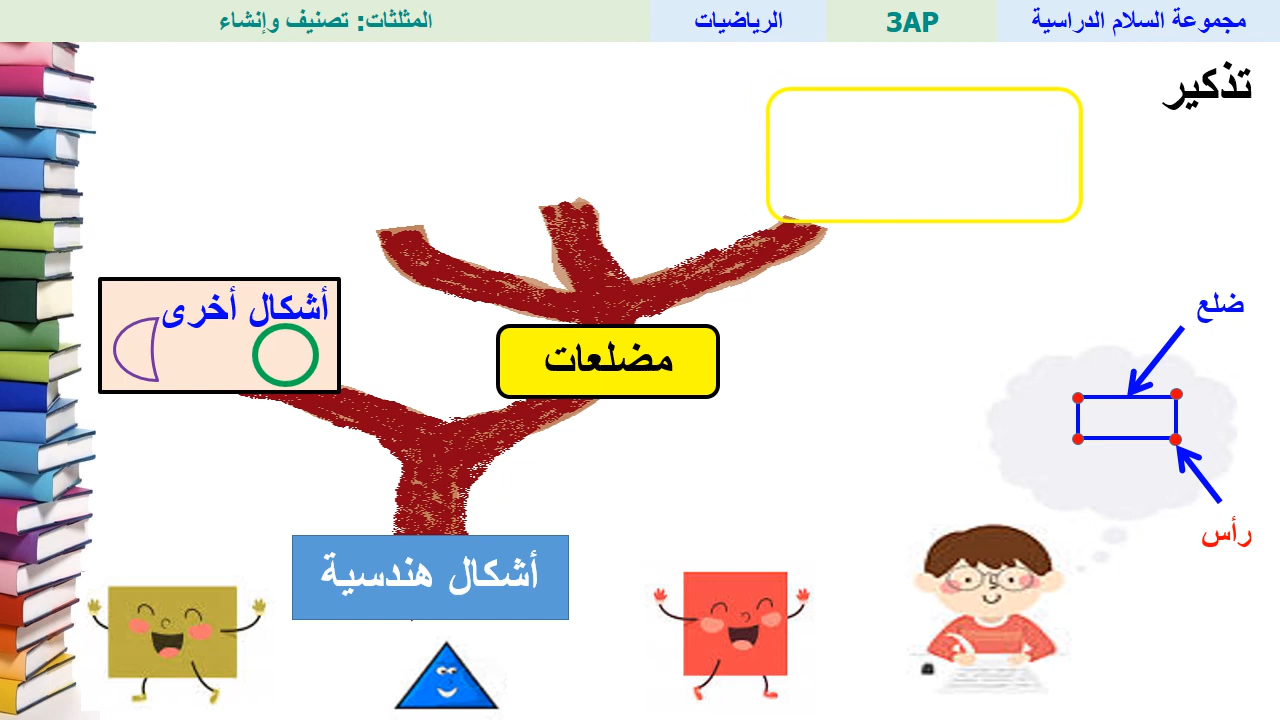 مجموعة السلام الدراسية
3AP
الرياضيات
المثلثات: تصنيف وإنشاء
تذكير
أشكال أخرى
ضلع
مضلعات
رأس
أشكال هندسية